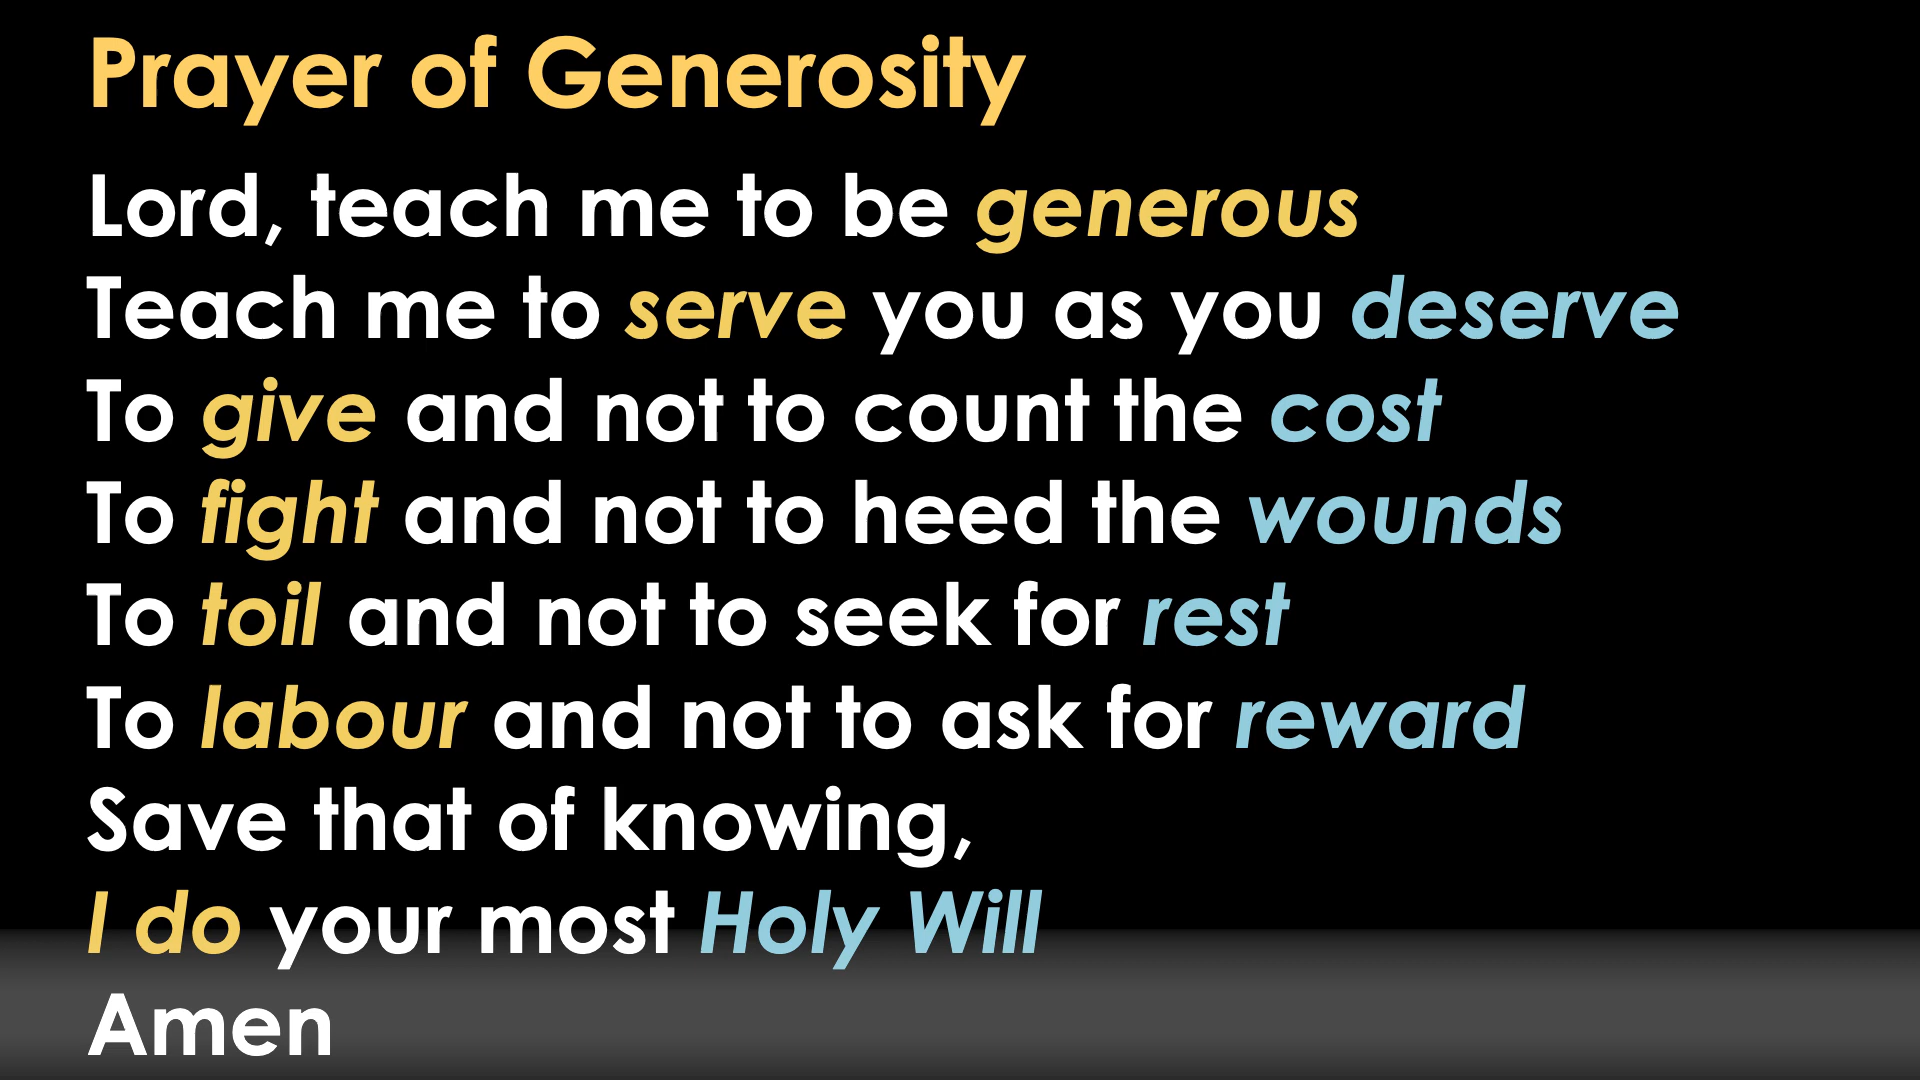 Prayer of Generosity
Lord, teach me to be generous
Teach me to serve you as you deserve
To give and not to count the cost
To fight and not to heed the wounds
To toil and not to seek for rest
To labour and not to ask for reward
Save that of knowing,
I do your most Holy Will
Amen